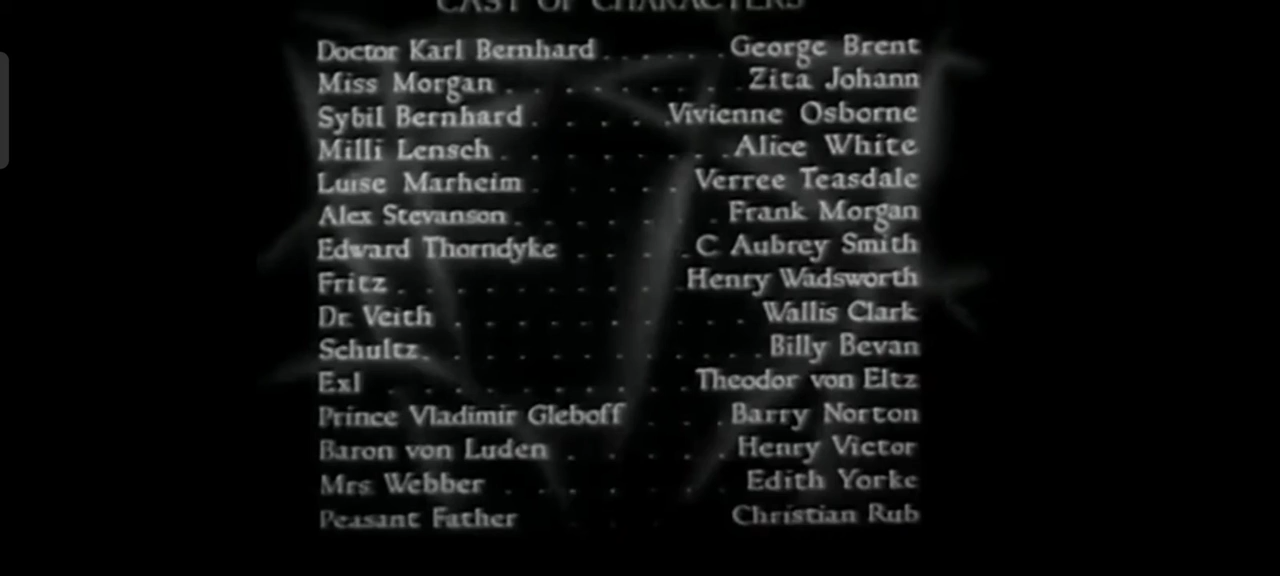 CAST OF CHARACTERS
Doctor Karl Bernhard . . . . . . George Brent
Miss Morgan . . . . . . . . Zita Johann
Sybil Bernhard . . . . . Vivienne Osborne
Milli Lensch . . . . . . . . Alice White
Luise Marheim . . . . . Verree Teasdale
Alex Stevanson . . . . . . . Frank Morgan
Edward Thorndyke . . . . C Aubrey Smith
Fritz . . . . . . . . . . Henry Wadsworth
Dr. Veith . . . . . . . . . . Wallis Clark
Schultz . . . . . . . . . . . . Billy Bevan
Exl . . . . . . . . . . Theodor von Eltz
Prince Vladimir Gleboff . . . Barry Norton
Baron von Luden . . . . . Henry Victor
Mrs. Webber . . . . . . . Edith Yorke
Peasant Father . . . Christian Rub